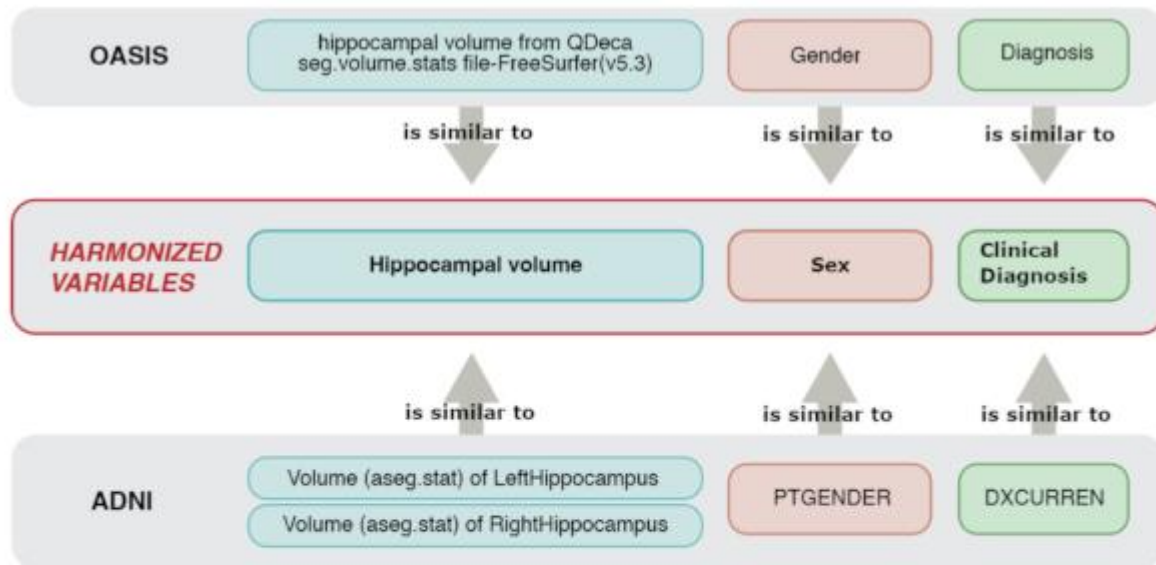 OASIS
hippocampal volume from QDeca
seg.volume.stats file-FreeSurfer(v5.3)
Gender
Diagnosis
is similar to
is similar to
is similar to
HARMONIZED
VARIABLES
Hippocampal volume
Sex
Clinical
Diagnosis
is similar to
is similar to
is similar to
ADNI
Volume (aseg.stat) of LeftHippocampus
Volume (aseg.stat) of RightHippocampus
PTGENDER
DXCURREN